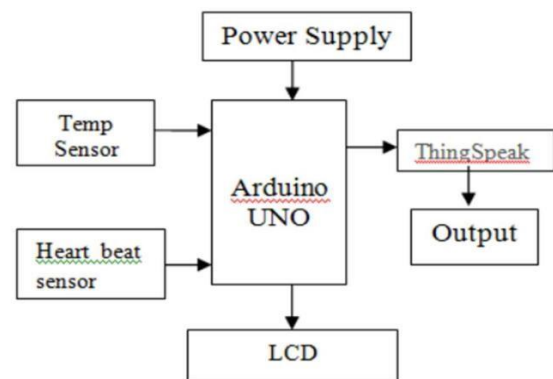 Power Supply
Temp
Sensor
Arduino
UNO
ThingSpeak
Output
Heart beat
sensor
LCD